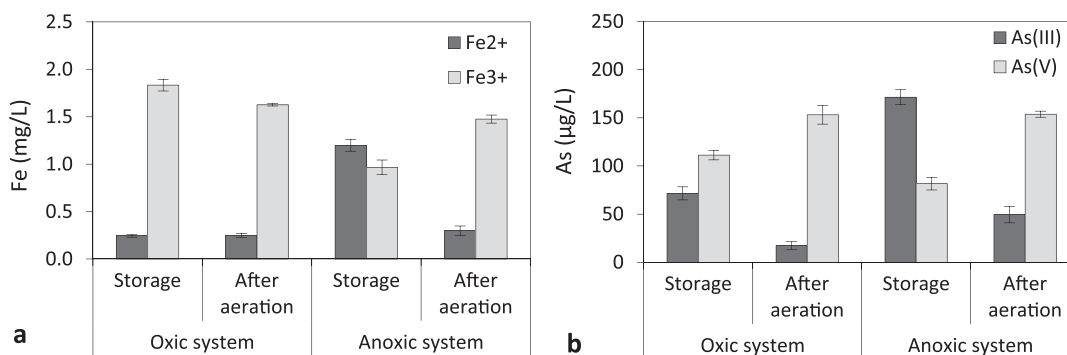 2.5
2.0
1.5
1.0
0.5
0.0
Fe (mg/L)
Fe2+
Fe3+
Storage
After
aeration
Storage
After
aeration
Oxic system
Anoxic system
a
250
200
150
100
50
0
As (µg/L)
As(III)
As(V)
Storage
After
aeration
Storage
After
aeration
Oxic system
Anoxic system
b